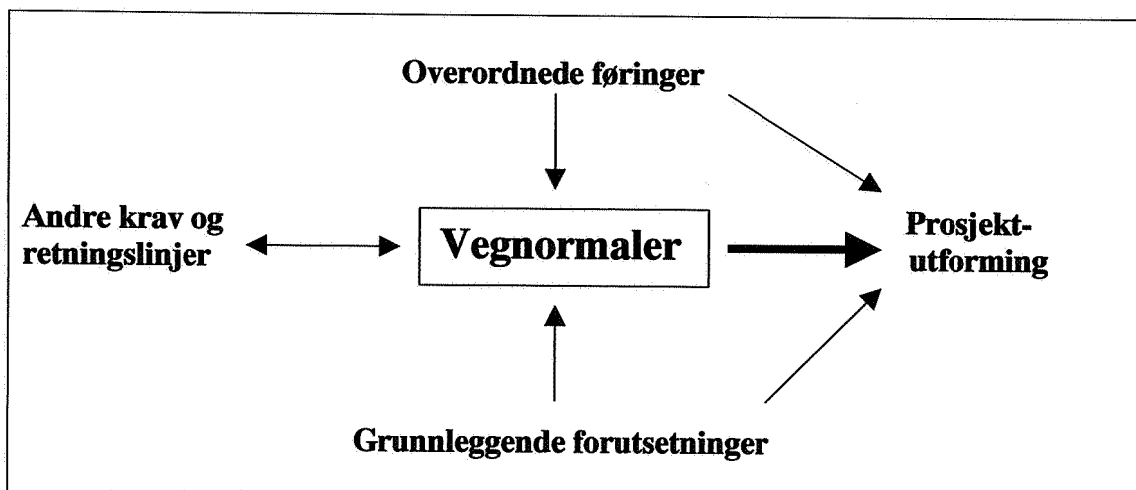 Overordnede føringer
Andre krav og
retningslinjer
Vegnormaler
Prosjekt-
utforming
Grunnleggende forutsetninger